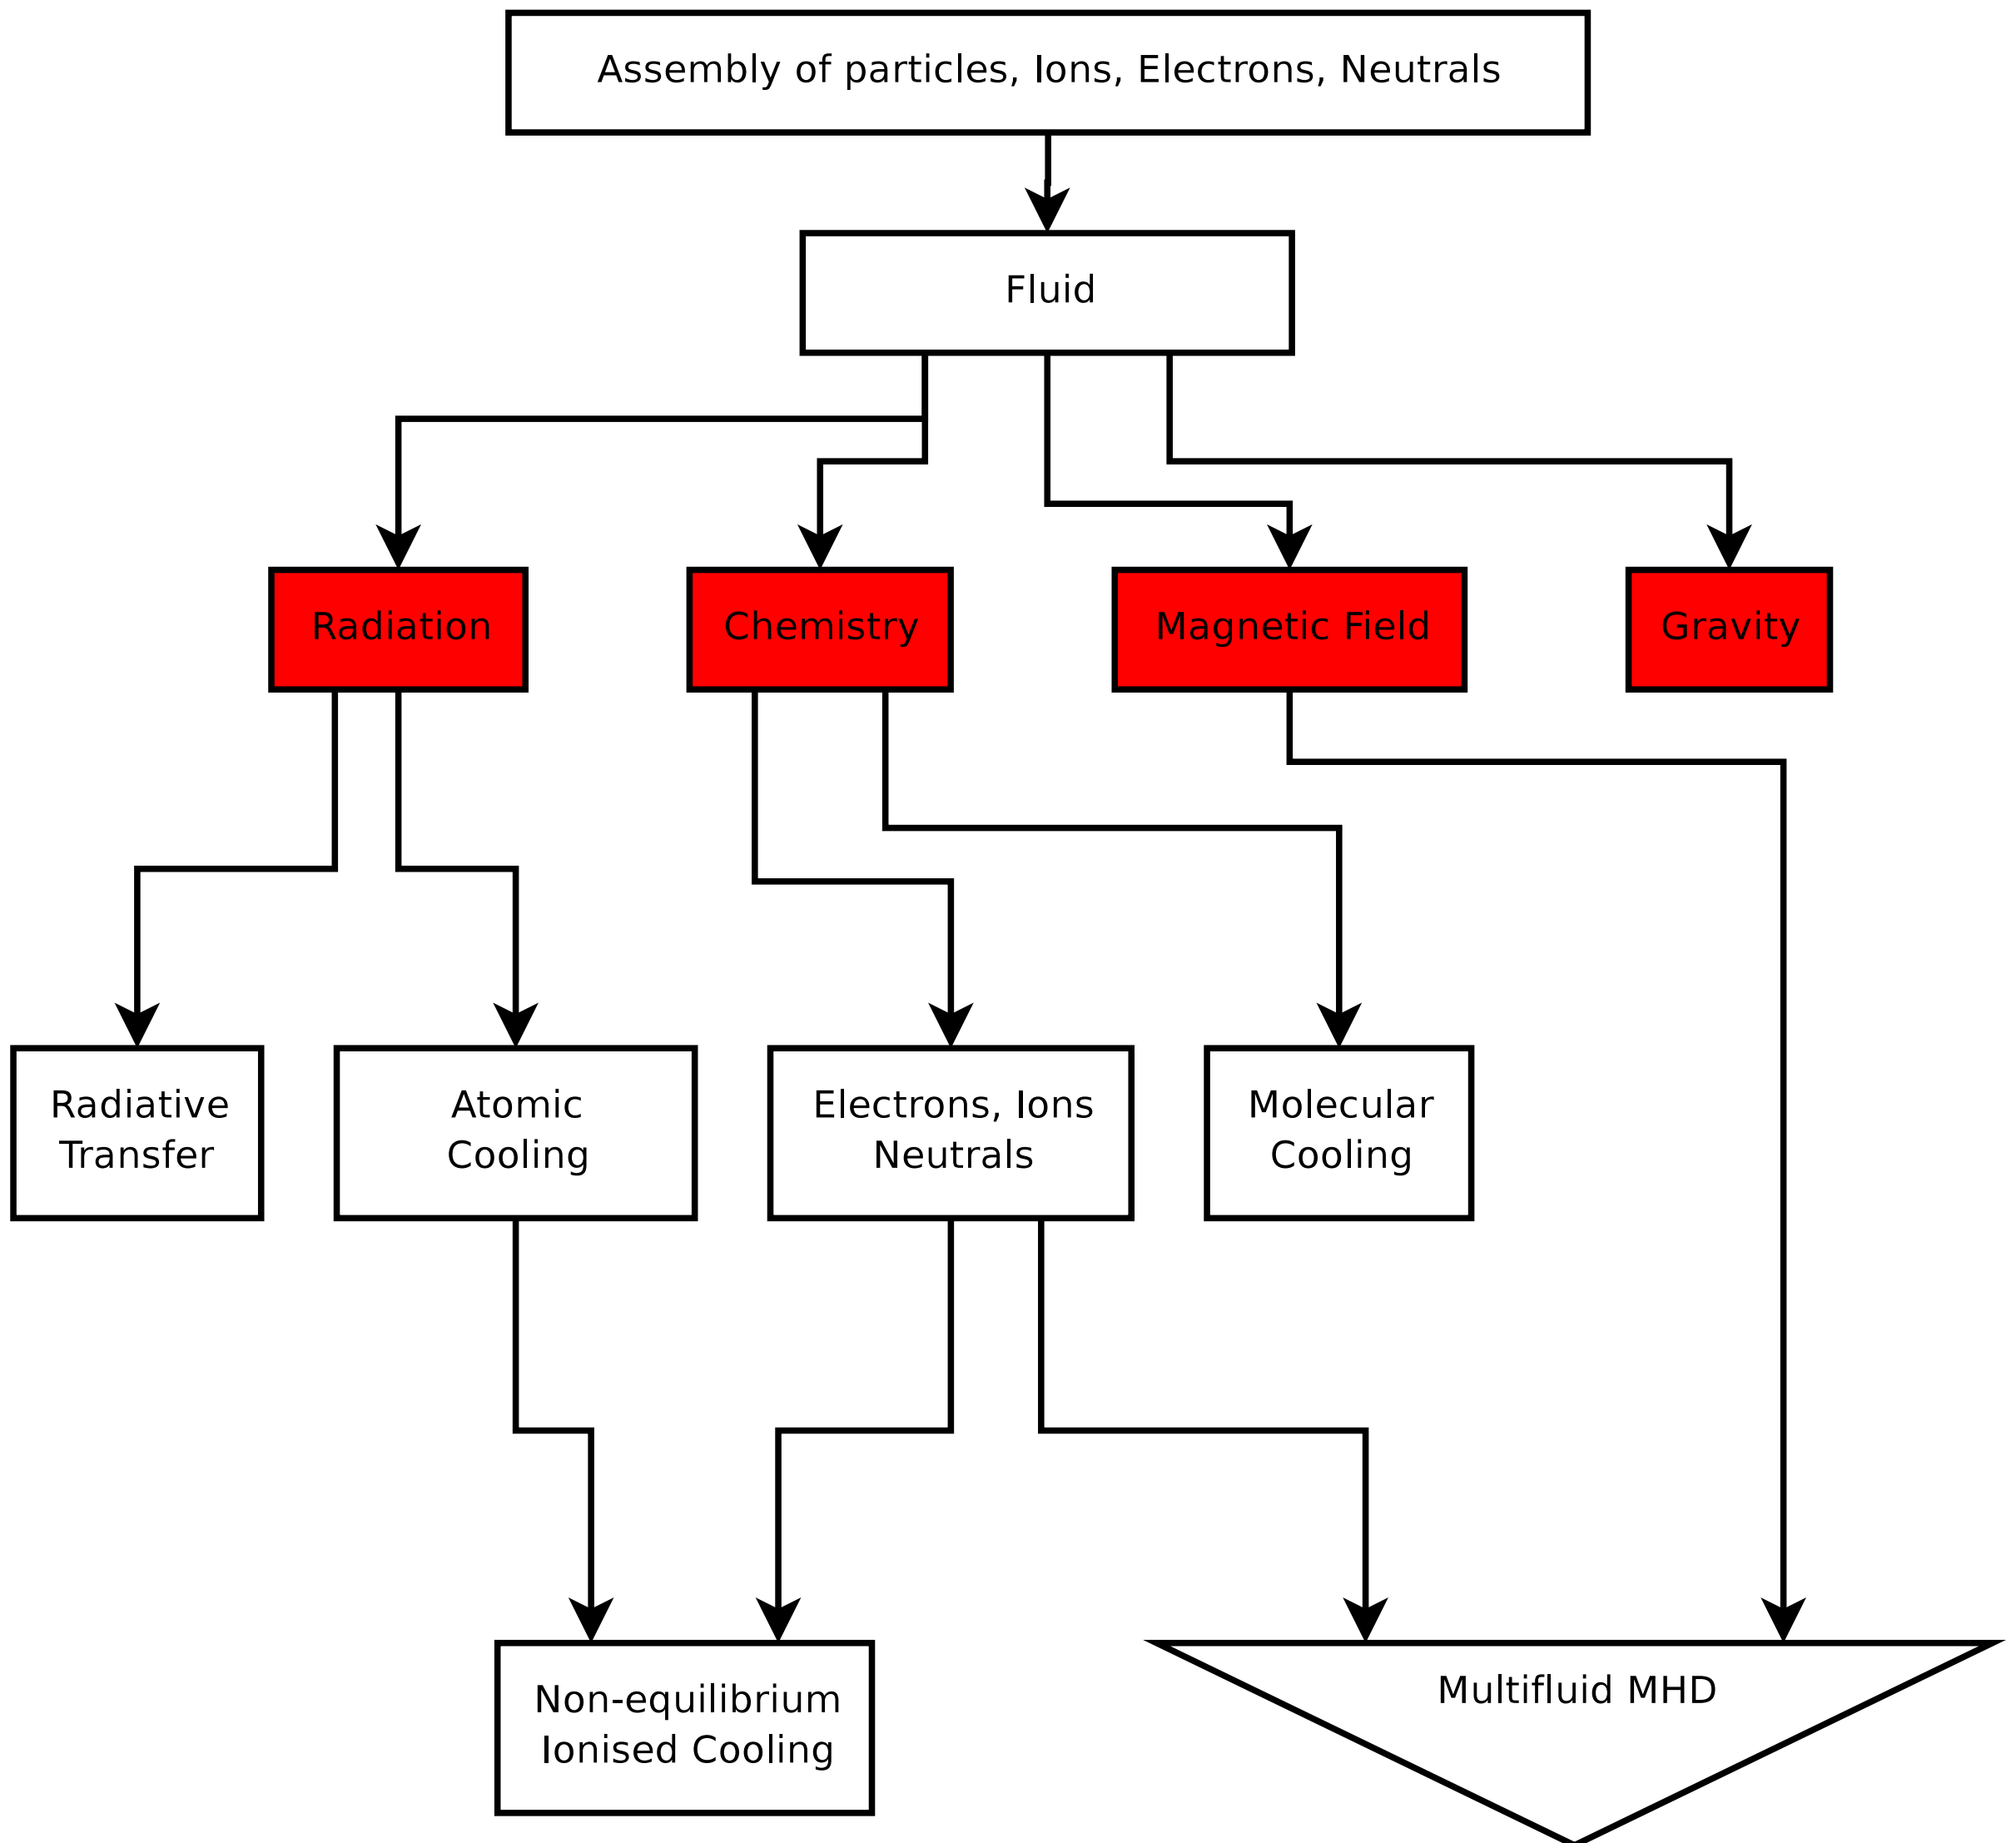 Assembly of particles, Ions, Electrons, Neutrals
Fluid
Radiation
Chemistry
Magnetic Field
Gravity
Radiative
Transfer
Atomic
Cooling
Electrons, Ions
Neutrals
Molecular
Cooling
Non-equilibrium
Ionised Cooling
Multifluid MHD